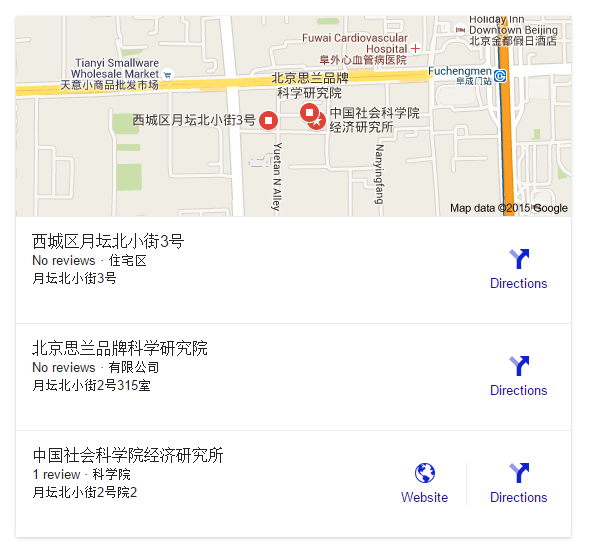 Holiday Inn
Downtown Beijing
北京金都假日酒店
Fuwai Cardiovascular
Hospital
阜外心血管病医院
Tianyi Smallware
Wholesale Market
天意小商品批发市场
Fuchengmen
阜成门站
北京思兰品牌
科学研究院
西城区月坛北小街3号
中国社会科学院
经济研究所
Yuetan N Alley
Nanyingfang
Map data ©2015 Google
西城区月坛北小街3号
No reviews · 住宅区
月坛北小街3号
Directions
北京思兰品牌科学研究院
No reviews · 有限公司
月坛北小街2号315室
Directions
中国社会科学院经济研究所
1 review · 科学院
月坛北小街2号院2
Website
Directions